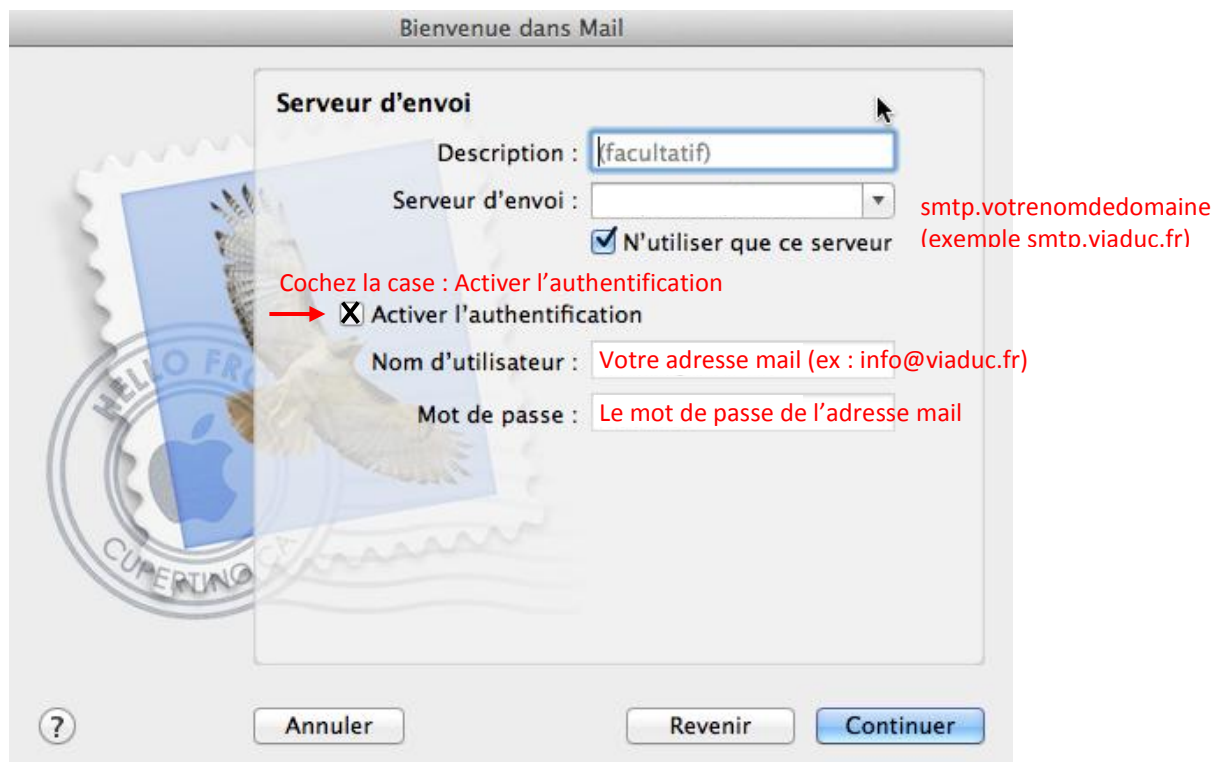 Bienvenue dans Mail
Serveur d'envoi
Description : (facultatif)
Serveur d'envoi :
smtp.votrenomdedomaine
(exemple smtp.viaduc.fr)
N'utiliser que ce serveur
Cochez la case : Activer l’authentification
X Activer l'authentification
Nom d'utilisateur : Votre adresse mail (ex : info@viaduc.fr)
Mot de passe : Le mot de passe de l’adresse mail
HELLO FRO
CUPERTINO CA
? Annuler Revenir Continuer